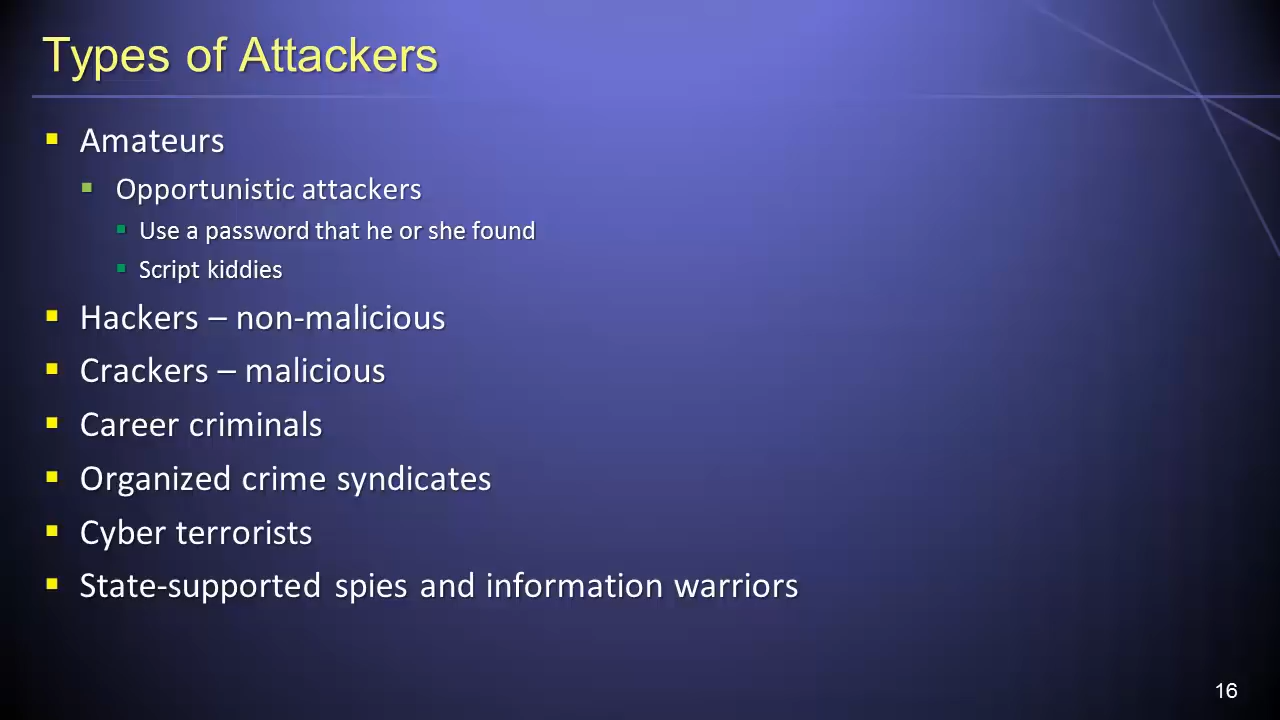 Types of Attackers
Amateurs
Opportunistic attackers
Use a password that he or she found
Script kiddies
Hackers – non-malicious
Crackers – malicious
Career criminals
Organized crime syndicates
Cyber terrorists
State-supported spies and information warriors
16